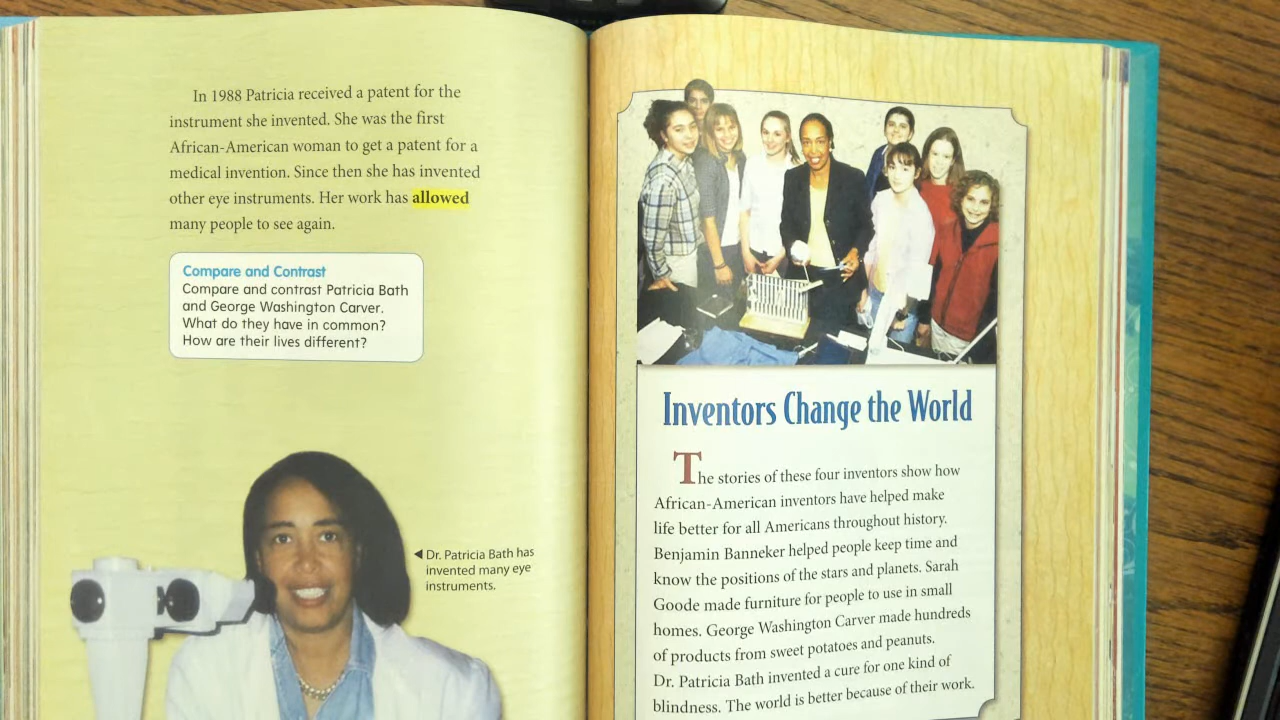 In 1988 Patricia received a patent for the
instrument she invented. She was the first
African-American woman to get a patent for a
medical invention. Since then she has invented
other eye instruments. Her work has allowed
many people to see again.
Compare and Contrast
Compare and contrast Patricia Bath
and George Washington Carver.
What do they have in common?
How are their lives different?
◀ Dr. Patricia Bath has
invented many eye
instruments.
Inventors Change the World
The stories of these four inventors show how
African-American inventors have helped make
life better for all Americans throughout history.
Benjamin Banneker helped people keep time and
know the positions of the stars and planets. Sarah
Goode made furniture for people to use in small
homes. George Washington Carver made hundreds
of products from sweet potatoes and peanuts.
Dr. Patricia Bath invented a cure for one kind of
blindness. The world is better because of their work.